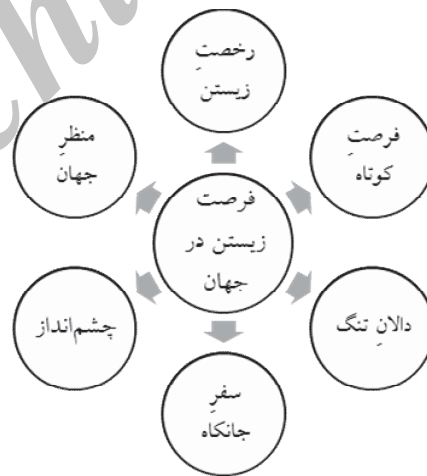 رخصتِ
زیستن
فرصتِ
کوتاه
منظرِ
جهان
فرصت
زیستن در
جهان
دالانِ تنگ
چشم‌انداز
سفرِ
جانکاه